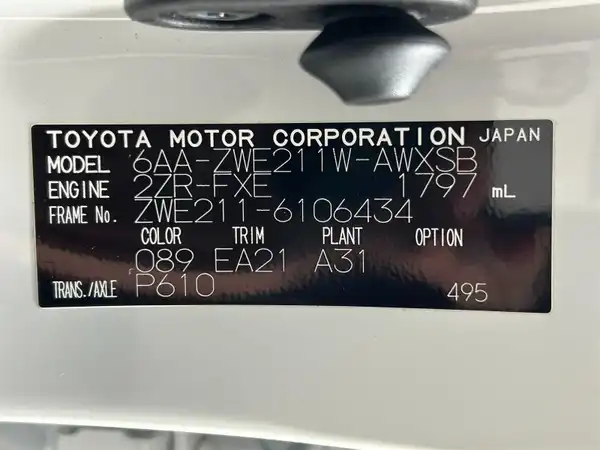 TOYOTA MOTOR CORPORATION JAPAN
MODEL 6AA-ZWE211W-AWXSB
ENGINE 2ZR-FXE 1797 mL
FRAME No. ZWE211-6106434
COLOR TRIM PLANT OPTION
089 EA21 A31
TRANS./AXLE P610 495